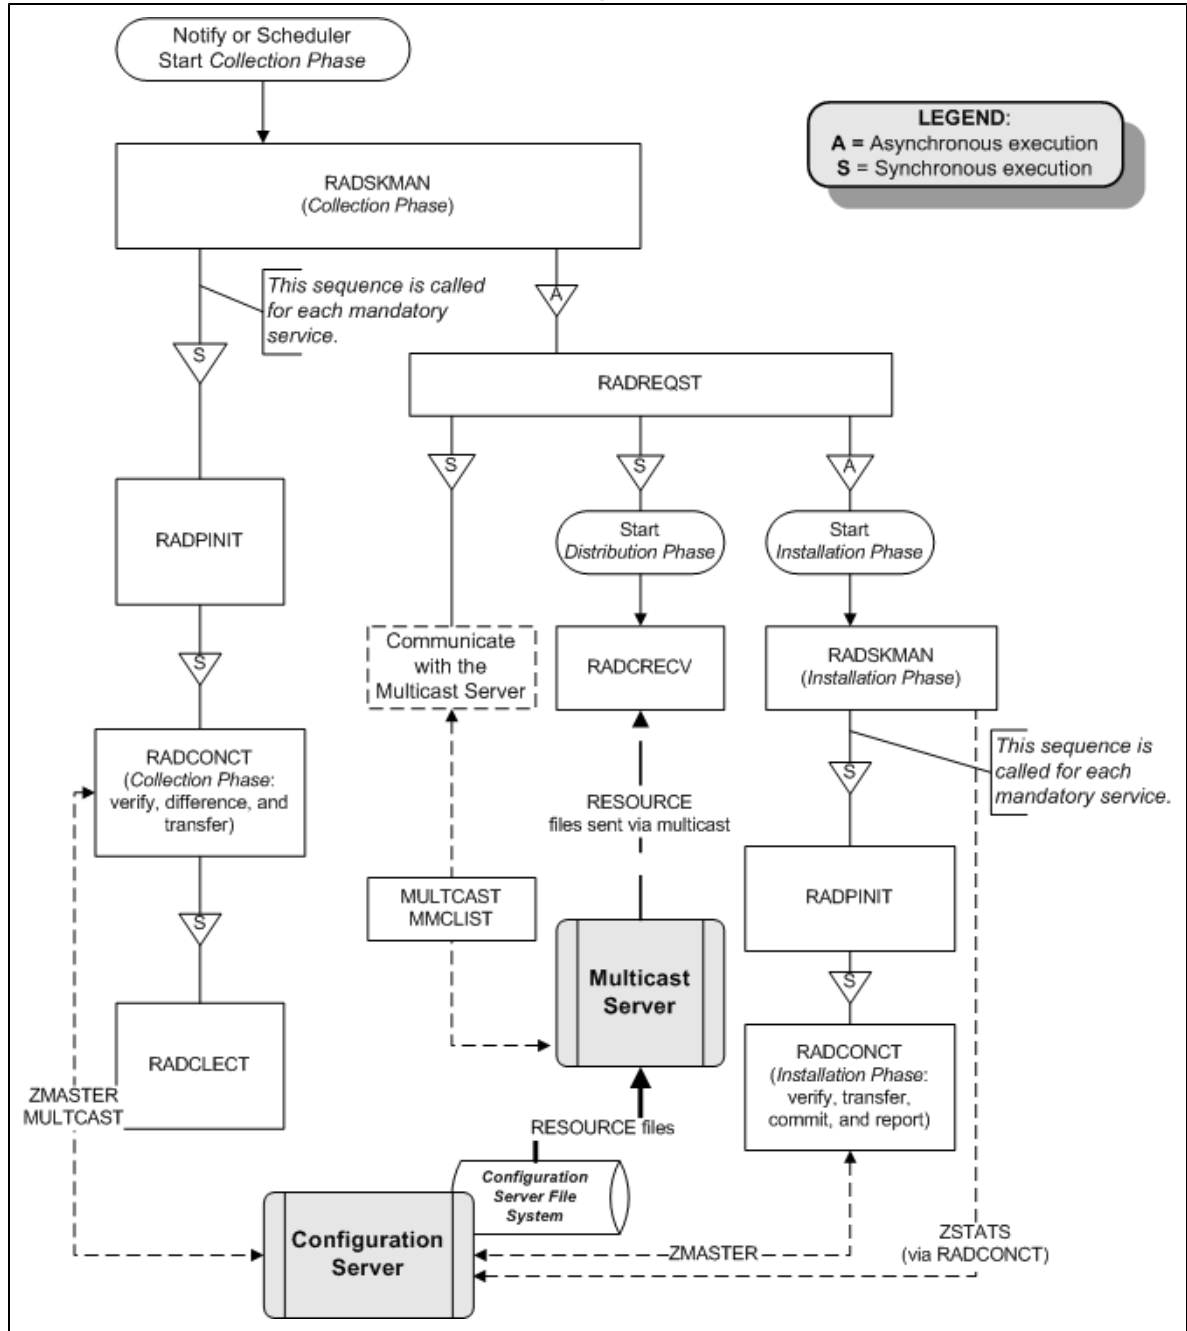 Notify or Scheduler
Start Collection Phase
LEGEND:
A = Asynchronous execution
S = Synchronous execution
RADSKMAN
(Collection Phase)
This sequence is called
for each mandatory
service.
A
S
RADREQST
S
S
A
RADPINIT
Start
Distribution Phase
Start
Installation Phase
Communicate
with the
Multicast Server
RADCRECV
RADSKMAN
(Installation Phase)
S
RADCONCT
(Collection Phase:
verify, difference, and
transfer)
This sequence is
called for each
mandatory service.
S
RESOURCE
files sent via multicast
MULTCAST
MMCLIST
RADPINIT
S
Multicast
Server
S
RADCLECT
RADCONCT
(Installation Phase:
verify, transfer,
commit, and report)
ZMASTER
MULTCAST
RESOURCE files
Configuration
Server File
System
Configuration
Server
ZMASTER
ZSTATS
(via RADCONCT)